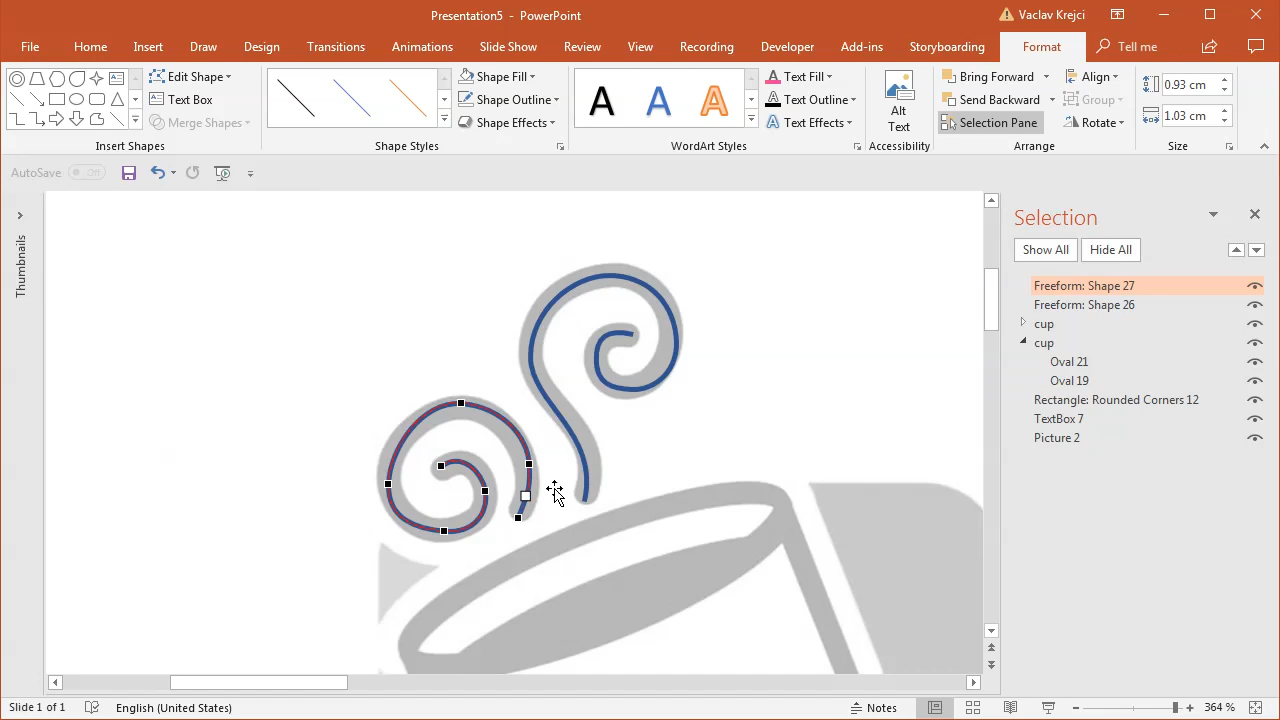 Presentation5 - PowerPoint
Vaclav Krejci
File
Home
Insert
Draw
Design
Transitions
Animations
Slide Show
Review
View
Recording
Developer
Add-ins
Storyboarding
Format
Tell me
Edit Shape
Text Box
Merge Shapes
Insert Shapes
Shape Fill
Shape Outline
Shape Effects
Shape Styles
A A A
Text Fill
Text Outline
Text Effects
WordArt Styles
Alt
Text
Accessibility
Bring Forward
Send Backward
Selection Pane
Align
Group
Rotate
Arrange
0.93 cm
1.03 cm
Size
AutoSave
Off
Thumbnails
Selection
Show All
Hide All
Freeform: Shape 27
Freeform: Shape 26
cup
cup
Oval 21
Oval 19
Rectangle: Rounded Corners 12
TextBox 7
Picture 2
Slide 1 of 1
English (United States)
Notes
364 %